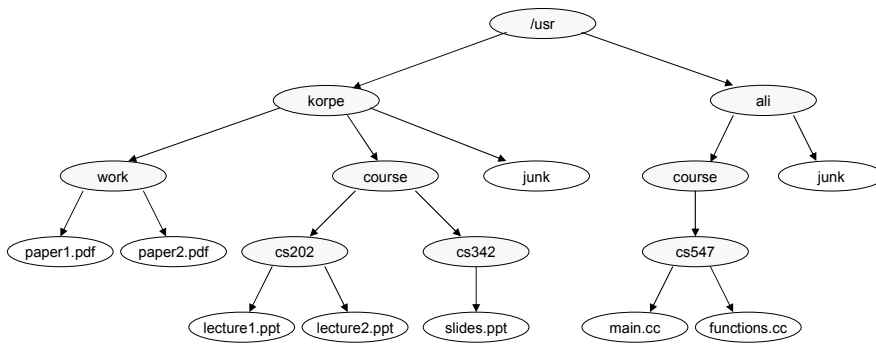 /usr
korpe
ali
work
course
junk
course
junk
paper1.pdf
paper2.pdf
cs202
cs342
cs547
lecture1.ppt
lecture2.ppt
slides.ppt
main.cc
functions.cc